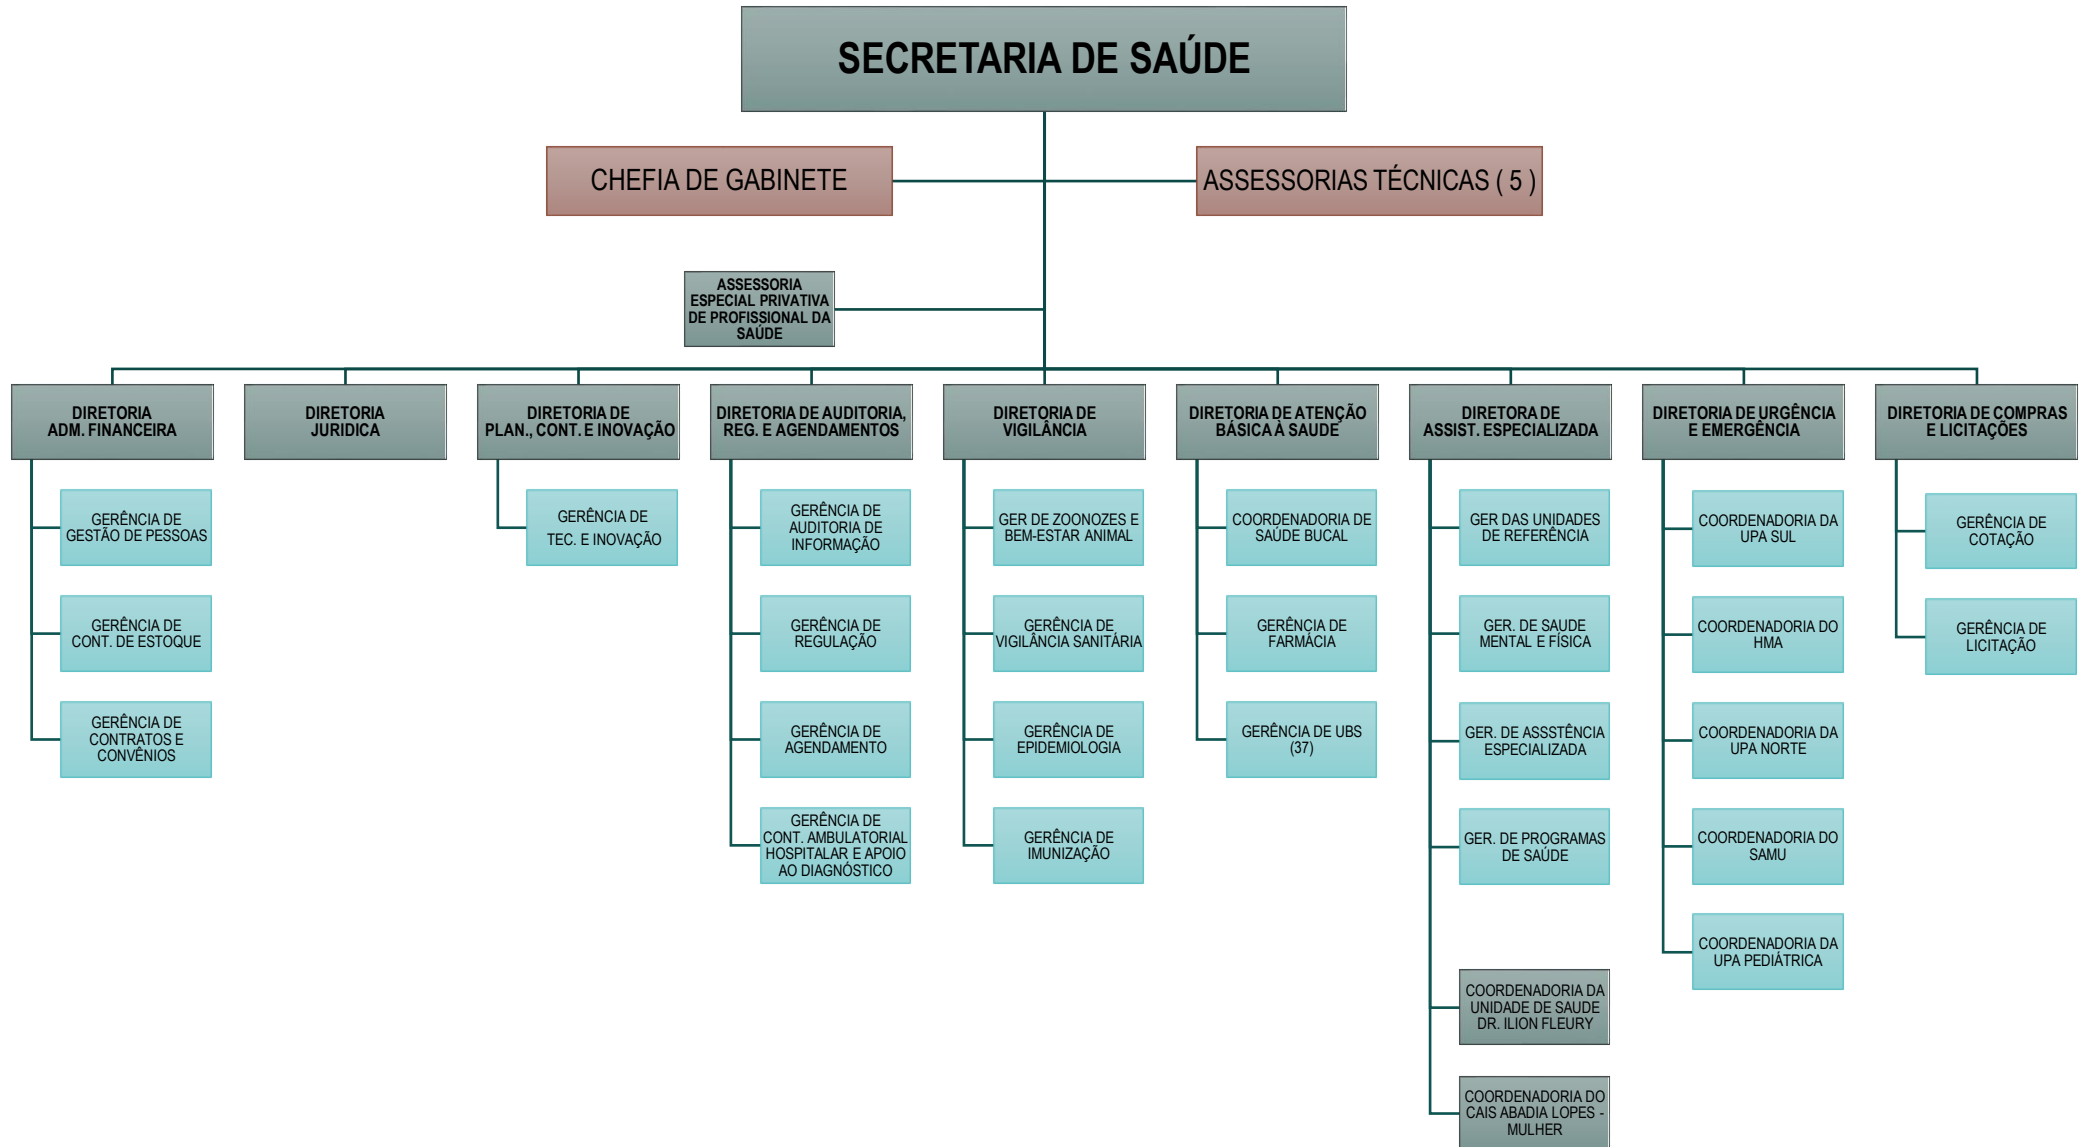 SECRETARIA DE SAÚDE
CHEFIA DE GABINETE
ASSESSORIAS TÉCNICAS ( 5 )
ASSESSORIA
ESPECIAL PRIVATIVA
DE PROFISSIONAL DA
SAÚDE
DIRETORIA
ADM. FINANCEIRA
GERÊNCIA DE
GESTÃO DE PESSOAS
GERÊNCIA DE
CONT. DE ESTOQUE
GERÊNCIA DE
CONTRATOS E
CONVÊNIOS
DIRETORIA
JURIDICA
DIRETORIA DE
PLAN., CONT. E INOVAÇÃO
GERÊNCIA DE
TEC. E INOVAÇÃO
DIRETORIA DE AUDITORIA,
REG. E AGENDAMENTOS
GERÊNCIA DE
AUDITORIA DE
INFORMAÇÃO
GERÊNCIA DE
REGULAÇÃO
GERÊNCIA DE
AGENDAMENTO
GERÊNCIA DE
CONT. AMBULATORIAL
HOSPITALAR E APOIO
AO DIAGNÓSTICO
DIRETORIA DE
VIGILÂNCIA
GER DE ZOONOZES E
BEM-ESTAR ANIMAL
GERÊNCIA DE
VIGILÂNCIA SANITÁRIA
GERÊNCIA DE
EPIDEMIOLOGIA
GERÊNCIA DE
IMUNIZAÇÃO
DIRETORIA DE ATENÇÃO
BÁSICA À SAUDE
COORDENADORIA DE
SAÚDE BUCAL
GERÊNCIA DE
FARMÁCIA
GERÊNCIA DE UBS
(37)
DIRETORA DE
ASSIST. ESPECIALIZADA
GER DAS UNIDADES
DE REFERÊNCIA
GER. DE SAUDE
MENTAL E FÍSICA
GER. DE ASSSTÊNCIA
ESPECIALIZADA
GER. DE PROGRAMAS
DE SAÚDE
COORDENADORIA DA
UNIDADE DE SAUDE
DR. ILION FLEURY
COORDENADORIA DO
CAIS ABADIA LOPES -
MULHER
DIRETORIA DE URGÊNCIA
E EMERGÊNCIA
COORDENADORIA DA
UPA SUL
COORDENADORIA DO
HMA
COORDENADORIA DA
UPA NORTE
COORDENADORIA DO
SAMU
COORDENADORIA DA
UPA PEDIÁTRICA
DIRETORIA DE COMPRAS
E LICITAÇÕES
GERÊNCIA DE
COTAÇÃO
GERÊNCIA DE
LICITAÇÃO